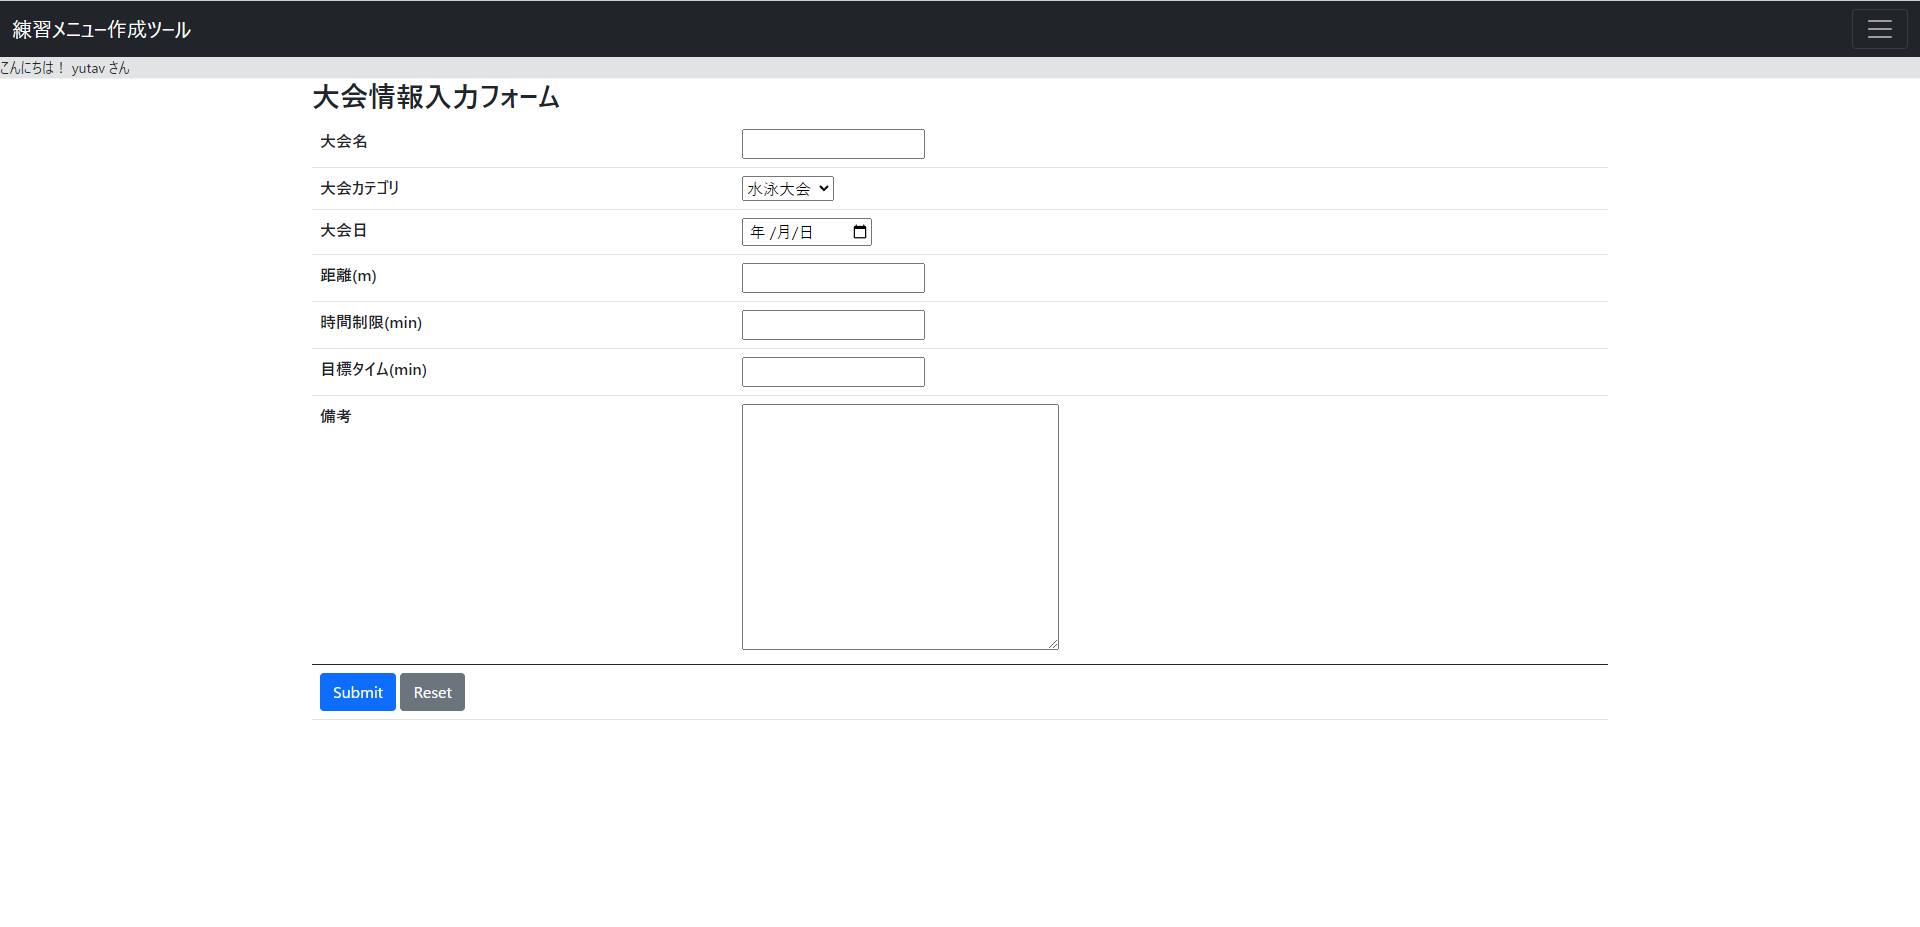 練習メニュー作成ツール
こんにちは！ yutav さん
大会情報入力フォーム
大会名
大会カテゴリ 水泳大会
大会日 年 /月/日
距離(m)
時間制限(min)
目標タイム(min)
備考
Submit Reset